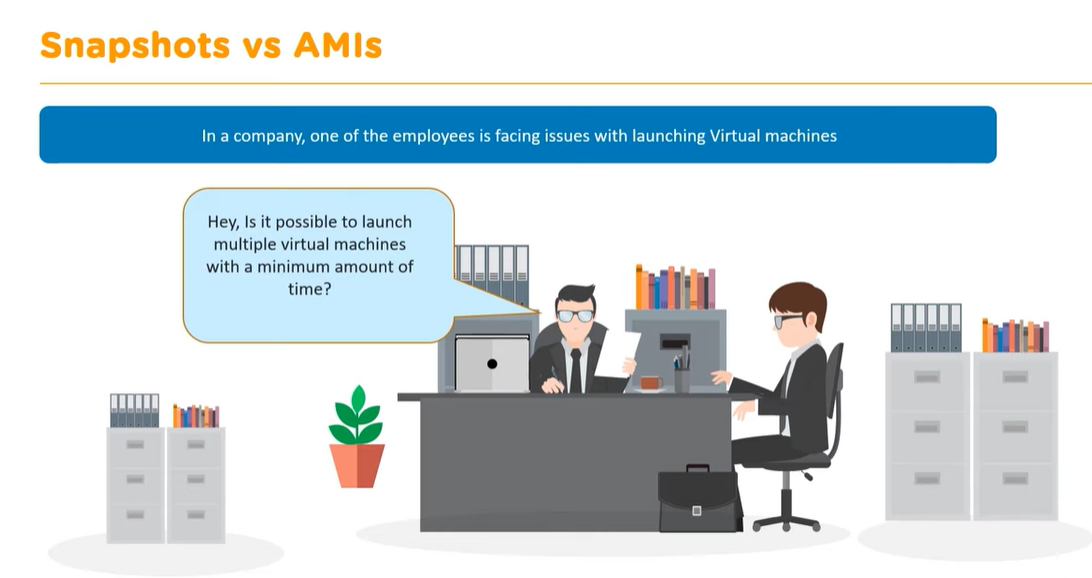 Snapshots vs AMIs
In a company, one of the employees is facing issues with launching Virtual machines
Hey, Is it possible to launch
multiple virtual machines
with a minimum amount of
time?